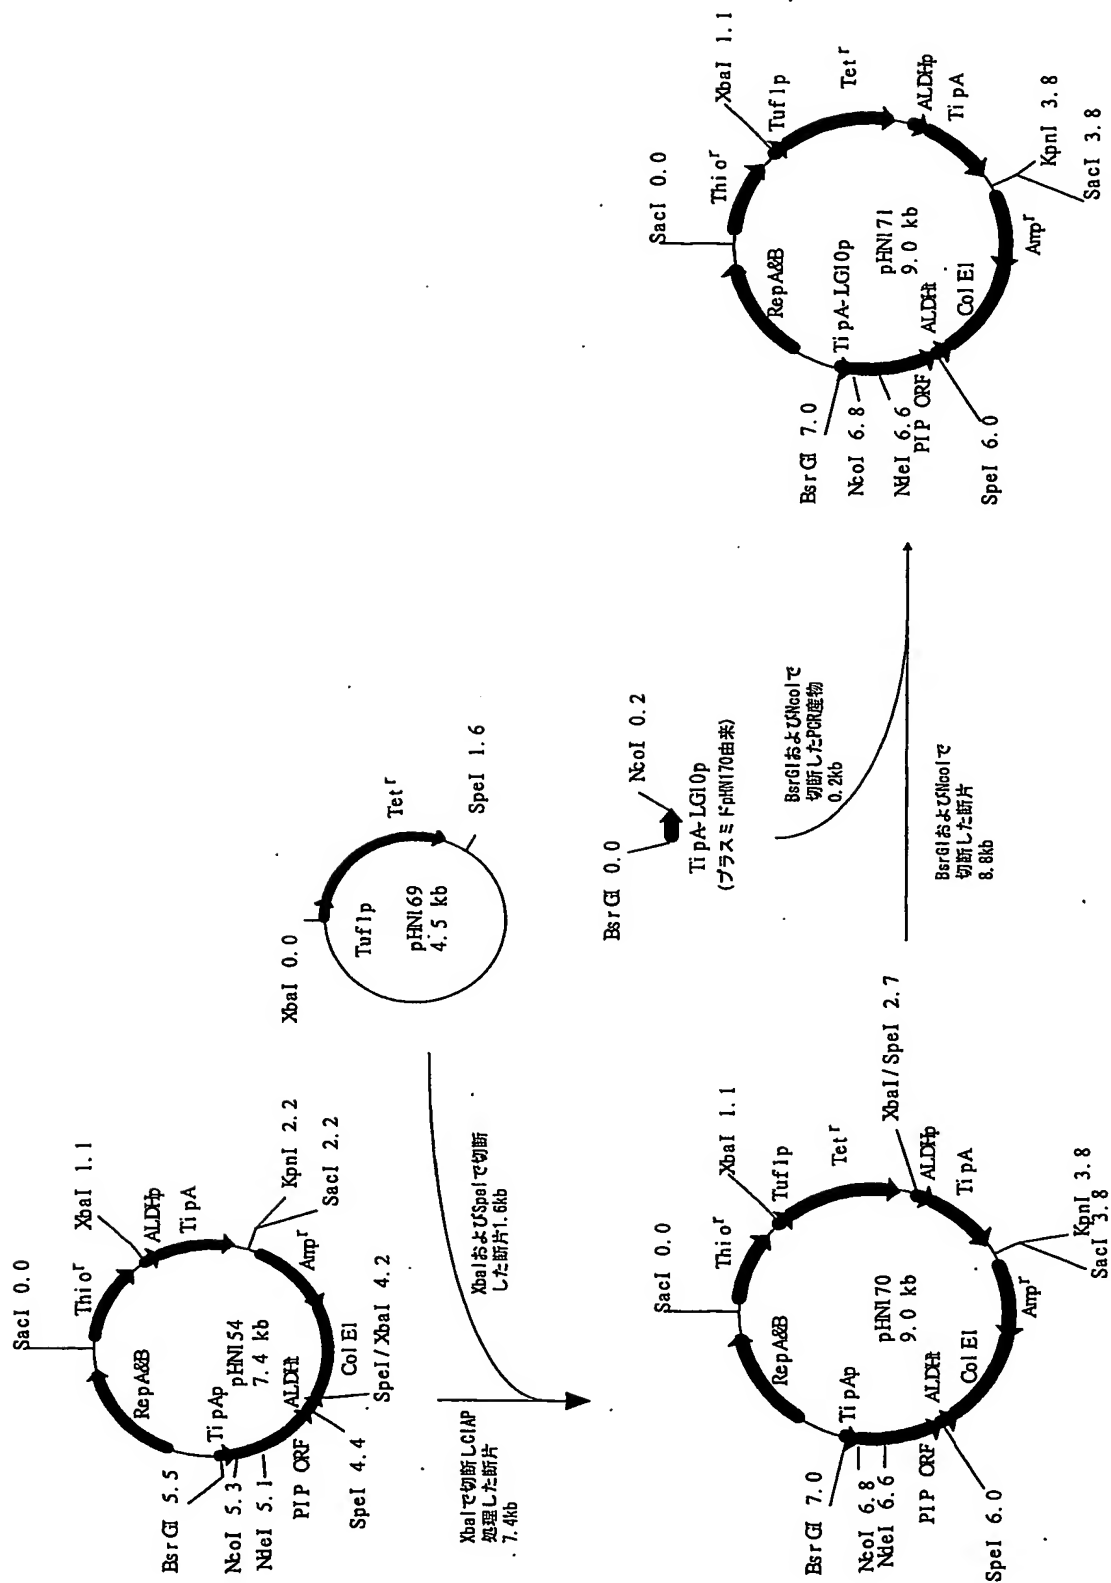 SacI 0.0
Thio^r
XbaI 1.1
ALDHp
TipA
KpnI 2.2
SacI 2.2
Amp^r
ColE1
SpeI/XbaI 4.2
ALDHt
SpeI 4.4
PIP ORF
NdeI 5.1
NcoI 5.3
BsrGI 5.5
TipAp
RepA&B
pHN154
7.4 kb
XbaI 0.0
Tuf1p
Tet^r
SpeI 1.6
pHN169
4.5 kb
XbaIで切断しCIAP
処理した断片
7.4kb
XbaIおよびSpeIで切断
した断片1.6kb
SacI 0.0
Thio^r
XbaI 1.1
Tuf1p
Tet^r
XbaI/SpeI 2.7
ALDHp
TipA
KpnI 3.8
SacI 3.8
Amp^r
ColE1
ALDHt
SpeI 6.0
PIP ORF
NdeI 6.6
NcoI 6.8
BsrGI 7.0
TipAp
RepA&B
pHN170
9.0 kb
BsrGI 0.0
NcoI 0.2
TipA-LG10p
(プラスミドpHN170由来)
BsrGIおよびNcoIで
切断したPCR産物
0.2kb
BsrGIおよびNcoIで
切断した断片
8.8kb
SacI 0.0
Thio^r
XbaI 1.1
Tuf1p
Tet^r
ALDHp
TipA
KpnI 3.8
SacI 3.8
Amp^r
ColE1
ALDHt
SpeI 6.0
PIP ORF
NdeI 6.6
NcoI 6.8
BsrGI 7.0
TipA-LG10p
RepA&B
pHN171
9.0 kb